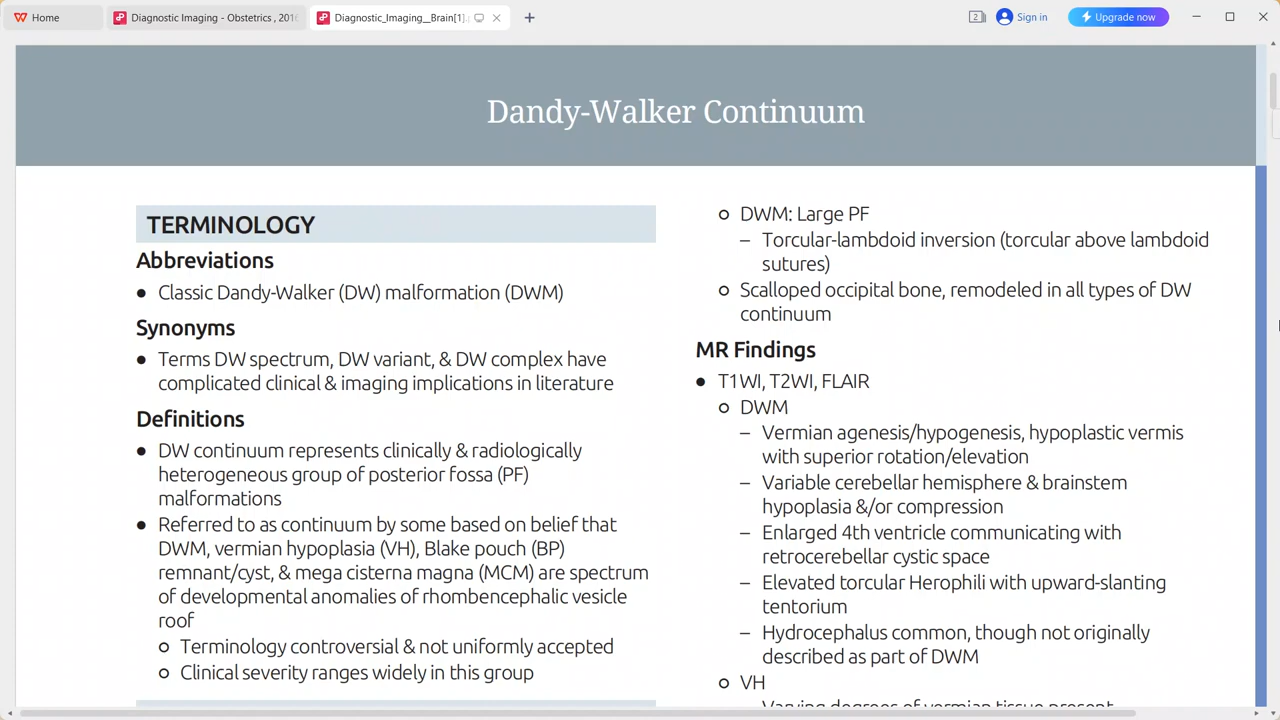 Home
Diagnostic Imaging - Obstetrics , 2016
Diagnostic_Imaging__Brain[1].
2
Sign in
Upgrade now
Dandy-Walker Continuum
TERMINOLOGY
Abbreviations
● Classic Dandy-Walker (DW) malformation (DWM)
Synonyms
● Terms DW spectrum, DW variant, & DW complex have
complicated clinical & imaging implications in literature
Definitions
● DW continuum represents clinically & radiologically
heterogeneous group of posterior fossa (PF)
malformations
● Referred to as continuum by some based on belief that
DWM, vermian hypoplasia (VH), Blake pouch (BP)
remnant/cyst, & mega cisterna magna (MCM) are spectrum
of developmental anomalies of rhombencephalic vesicle
roof
○ Terminology controversial & not uniformly accepted
○ Clinical severity ranges widely in this group
○ DWM: Large PF
– Torcular-lambdoid inversion (torcular above lambdoid
sutures)
○ Scalloped occipital bone, remodeled in all types of DW
continuum
MR Findings
● T1WI, T2WI, FLAIR
○ DWM
– Vermian agenesis/hypogenesis, hypoplastic vermis
with superior rotation/elevation
– Variable cerebellar hemisphere & brainstem
hypoplasia &/or compression
– Enlarged 4th ventricle communicating with
retrocerebellar cystic space
– Elevated torcular Herophili with upward-slanting
tentorium
– Hydrocephalus common, though not originally
described as part of DWM
○ VH
– Varying degrees of vermian tissue present